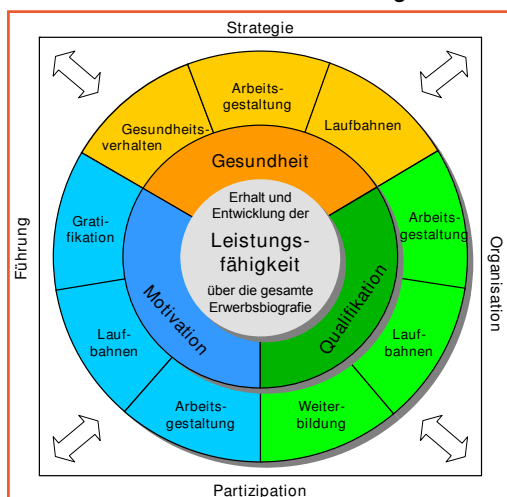 Strategie
Arbeits-
gestaltung
Gesundheits-
verhalten
Laufbahnen
Gesundheit
Erhalt und
Entwicklung der
Leistungs-
fähigkeit
über die gesamte
Erwerbsbiografie
Grati-
fikation
Arbeits-
gestaltung
Führung
Organisation
Motivation
Qualifikation
Lauf-
bahnen
Lauf-
bahnen
Arbeits-
gestaltung
Weiter-
bildung
Partizipation